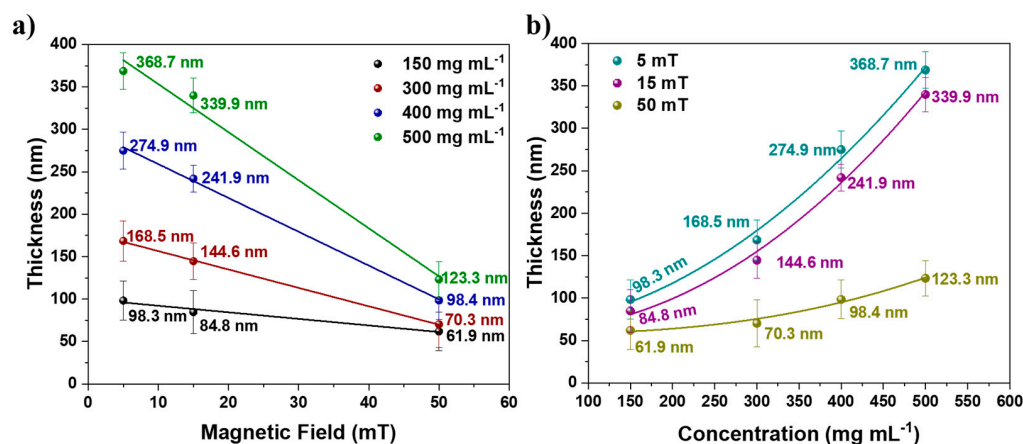 a)
Thickness (nm)
400
350
300
250
200
150
100
50
0
368.7 nm
339.9 nm
274.9 nm
241.9 nm
168.5 nm
144.6 nm
98.3 nm
84.8 nm
123.3 nm
98.4 nm
70.3 nm
61.9 nm
150 mg mL⁻¹
300 mg mL⁻¹
400 mg mL⁻¹
500 mg mL⁻¹
0 10 20 30 40 50 60
Magnetic Field (mT)
b)
Thickness (nm)
400
350
300
250
200
150
100
50
0
5 mT
15 mT
50 mT
368.7 nm
339.9 nm
274.9 nm
241.9 nm
168.5 nm
144.6 nm
98.3 nm
84.8 nm
61.9 nm
70.3 nm
98.4 nm
123.3 nm
100 150 200 250 300 350 400 450 500 550 600
Concentration (mg mL⁻¹)